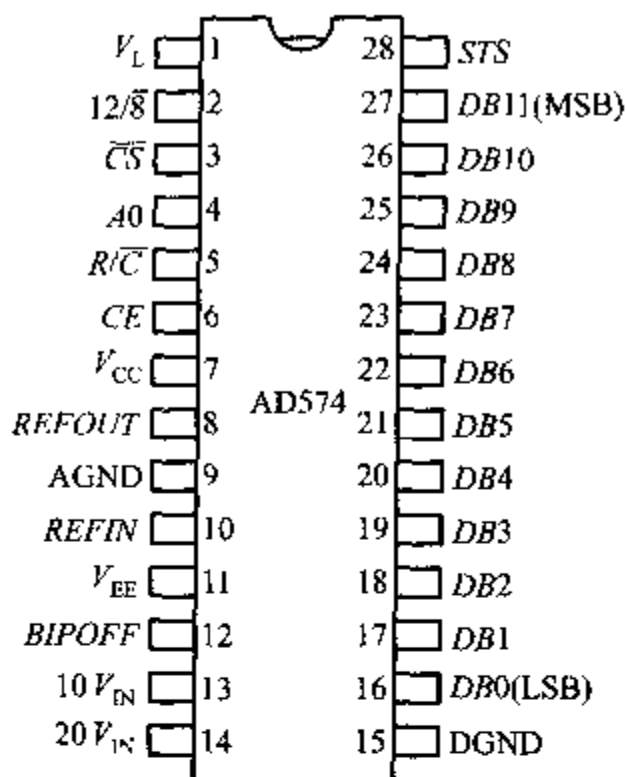 V_L 1 28 STS
12/8̅ 2 27 DB11(MSB)
C̅S̅ 3 26 DB10
A0 4 25 DB9
R/C̅ 5 24 DB8
CE 6 23 DB7
V_CC 7 22 DB6
AD574
REFOUT 8 21 DB5
AGND 9 20 DB4
REFIN 10 19 DB3
V_EE 11 18 DB2
BIPOFF 12 17 DB1
10V_IN 13 16 DB0(LSB)
20V_IN 14 15 DGND